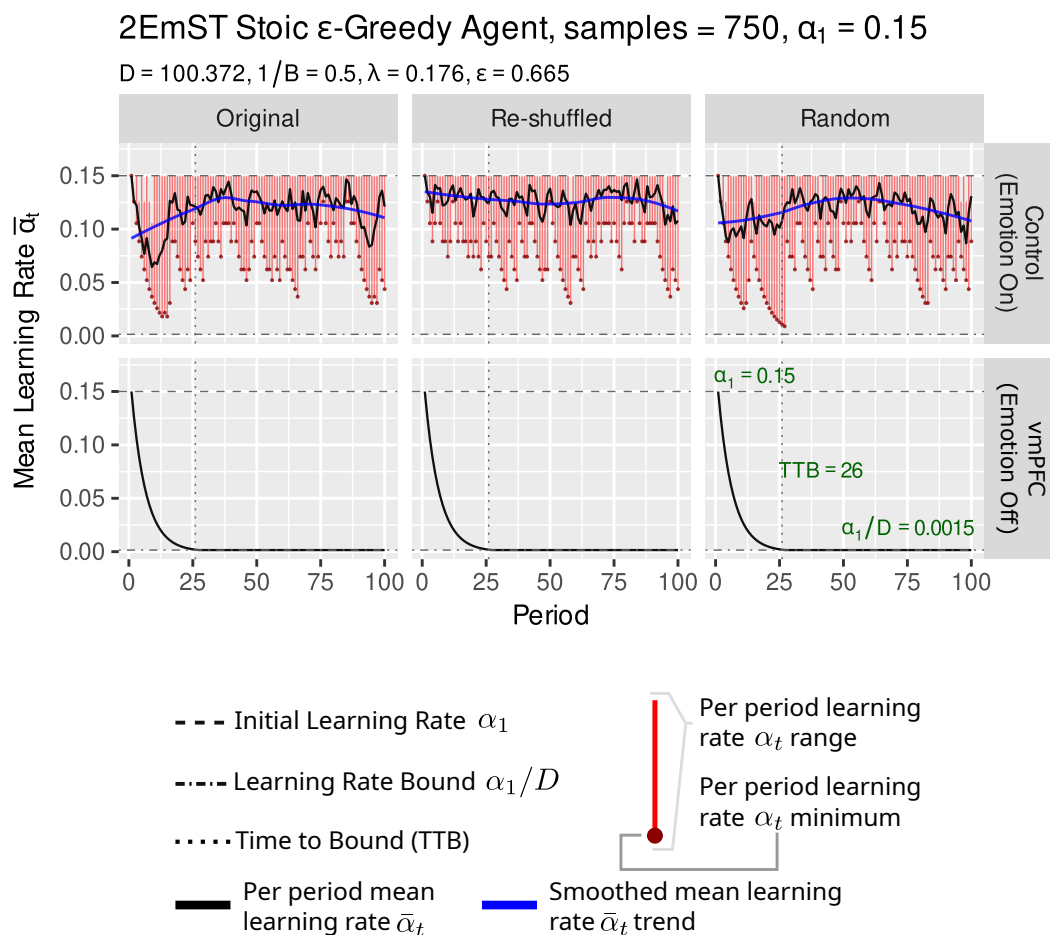 2EmST Stoic ε-Greedy Agent, samples = 750, α₁ = 0.15
D = 100.372, 1/B = 0.5, λ = 0.176, ε = 0.665
Original
Re-shuffled
Random
Mean Learning Rate ᾱₜ
0.15
0.10
0.05
0.00
Control
(Emotion On)
0.15
0.10
0.05
0.00
α₁ = 0.15
TTB = 26
α₁/D = 0.0015
vmPFC
(Emotion Off)
0 25 50 75 100
0 25 50 75 100
0 25 50 75 100
Period
Initial Learning Rate α₁
Learning Rate Bound α₁/D
Time to Bound (TTB)
Per period mean
learning rate ᾱₜ
Per period learning
rate αₜ range
Per period learning
rate αₜ minimum
Smoothed mean learning
rate ᾱₜ trend